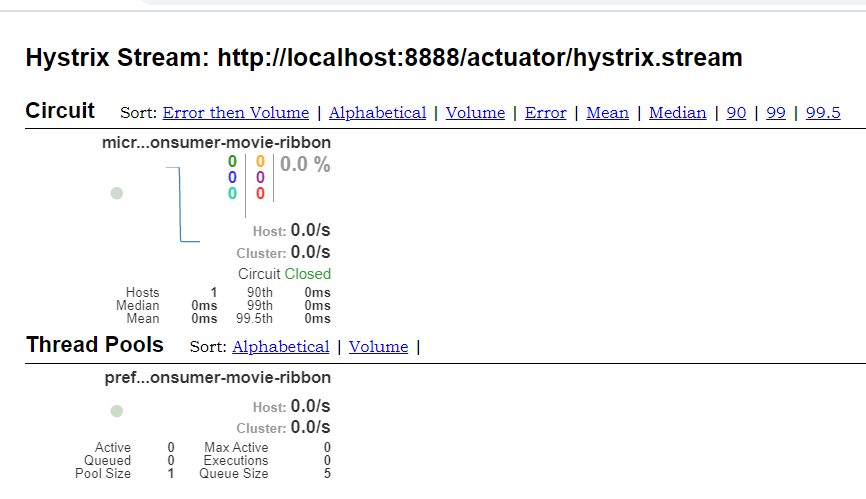 Hystrix Stream: http://localhost:8888/actuator/hystrix.stream
Circuit Sort: Error then Volume | Alphabetical | Volume | Error | Mean | Median | 90 | 99 | 99.5
micr...onsumer-movie-ribbon
0 0 0.0 %
0 0
0 0
Host: 0.0/s
Cluster: 0.0/s
Circuit Closed
Hosts 1 90th 0ms
Median 0ms 99th 0ms
Mean 0ms 99.5th 0ms
Thread Pools Sort: Alphabetical | Volume |
pref...onsumer-movie-ribbon
Host: 0.0/s
Cluster: 0.0/s
Active 0 Max Active 0
Queued 0 Executions 0
Pool Size 1 Queue Size 5